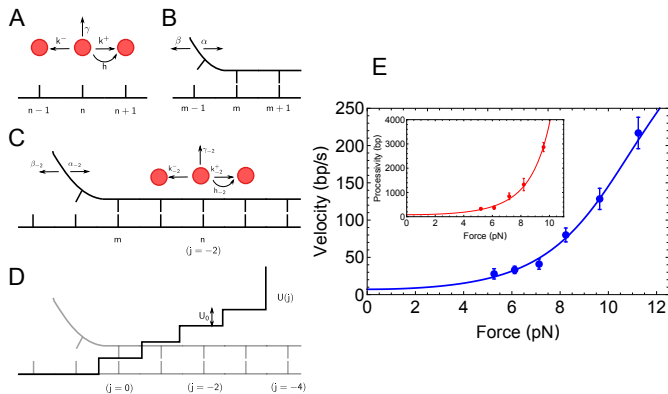 A
γ
k⁻ k⁺
h
n − 1 n n + 1
B
β α
m − 1 m m + 1
C
β₋₂ α₋₂
γ₋₂
k⁻₋₂ k⁺₋₂
h₋₂
m n
(j = −2)
D
U(j)
U₀
(j = 0) (j = −2) (j = −4)
E
Velocity (bp/s)
250
200
150
100
50
0
0 2 4 6 8 10 12
Force (pN)
Processivity (bp)
4000
3000
2000
1000
0
0 2 4 6 8 10
Force (pN)